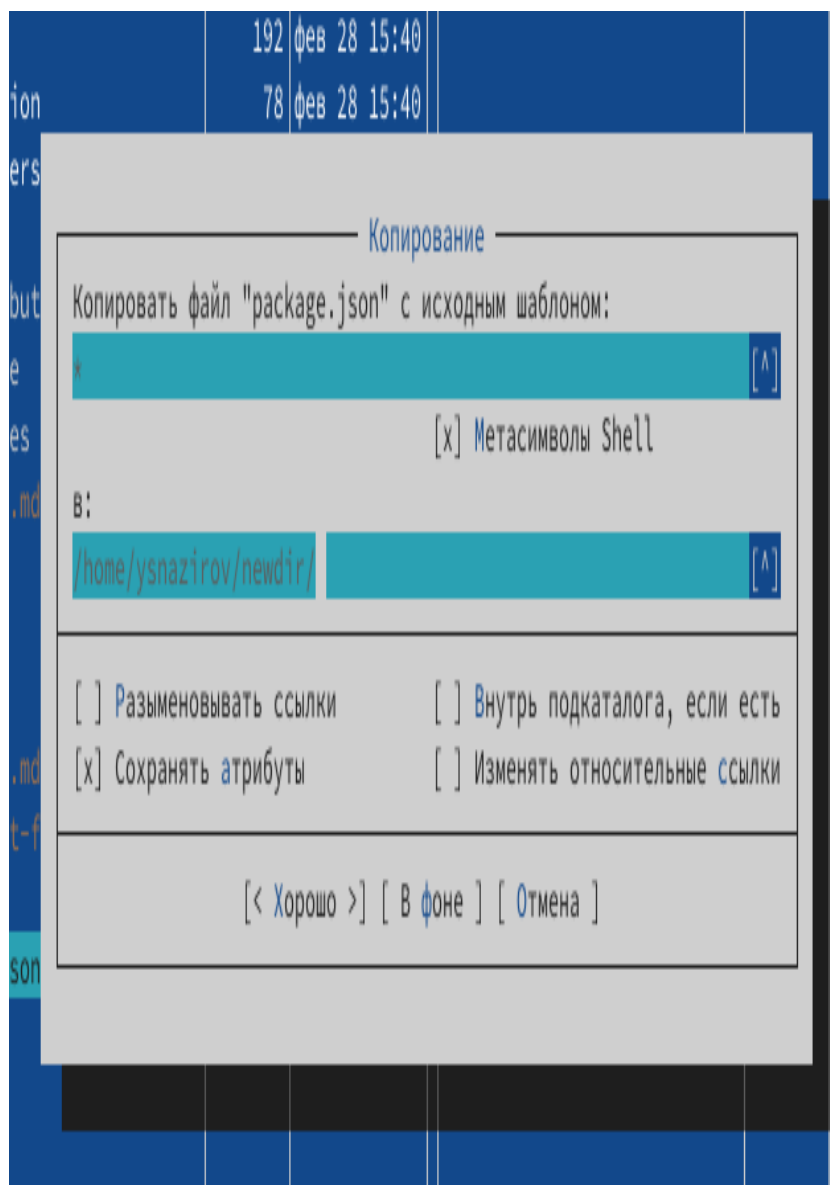 192 фев 28 15:40
ion 78 фев 28 15:40
ers
Копирование
but Копировать файл "package.json" с исходным шаблоном:
e * [^]
es [x] Метасимволы Shell
.md в:
/home/ysnazirov/newdir/ [^]
[ ] Разыменовывать ссылки [ ] Внутрь подкаталога, если есть
.md [x] Сохранять атрибуты [ ] Изменять относительные ссылки
t-f
[< Хорошо >] [ В фоне ] [ Отмена ]
son